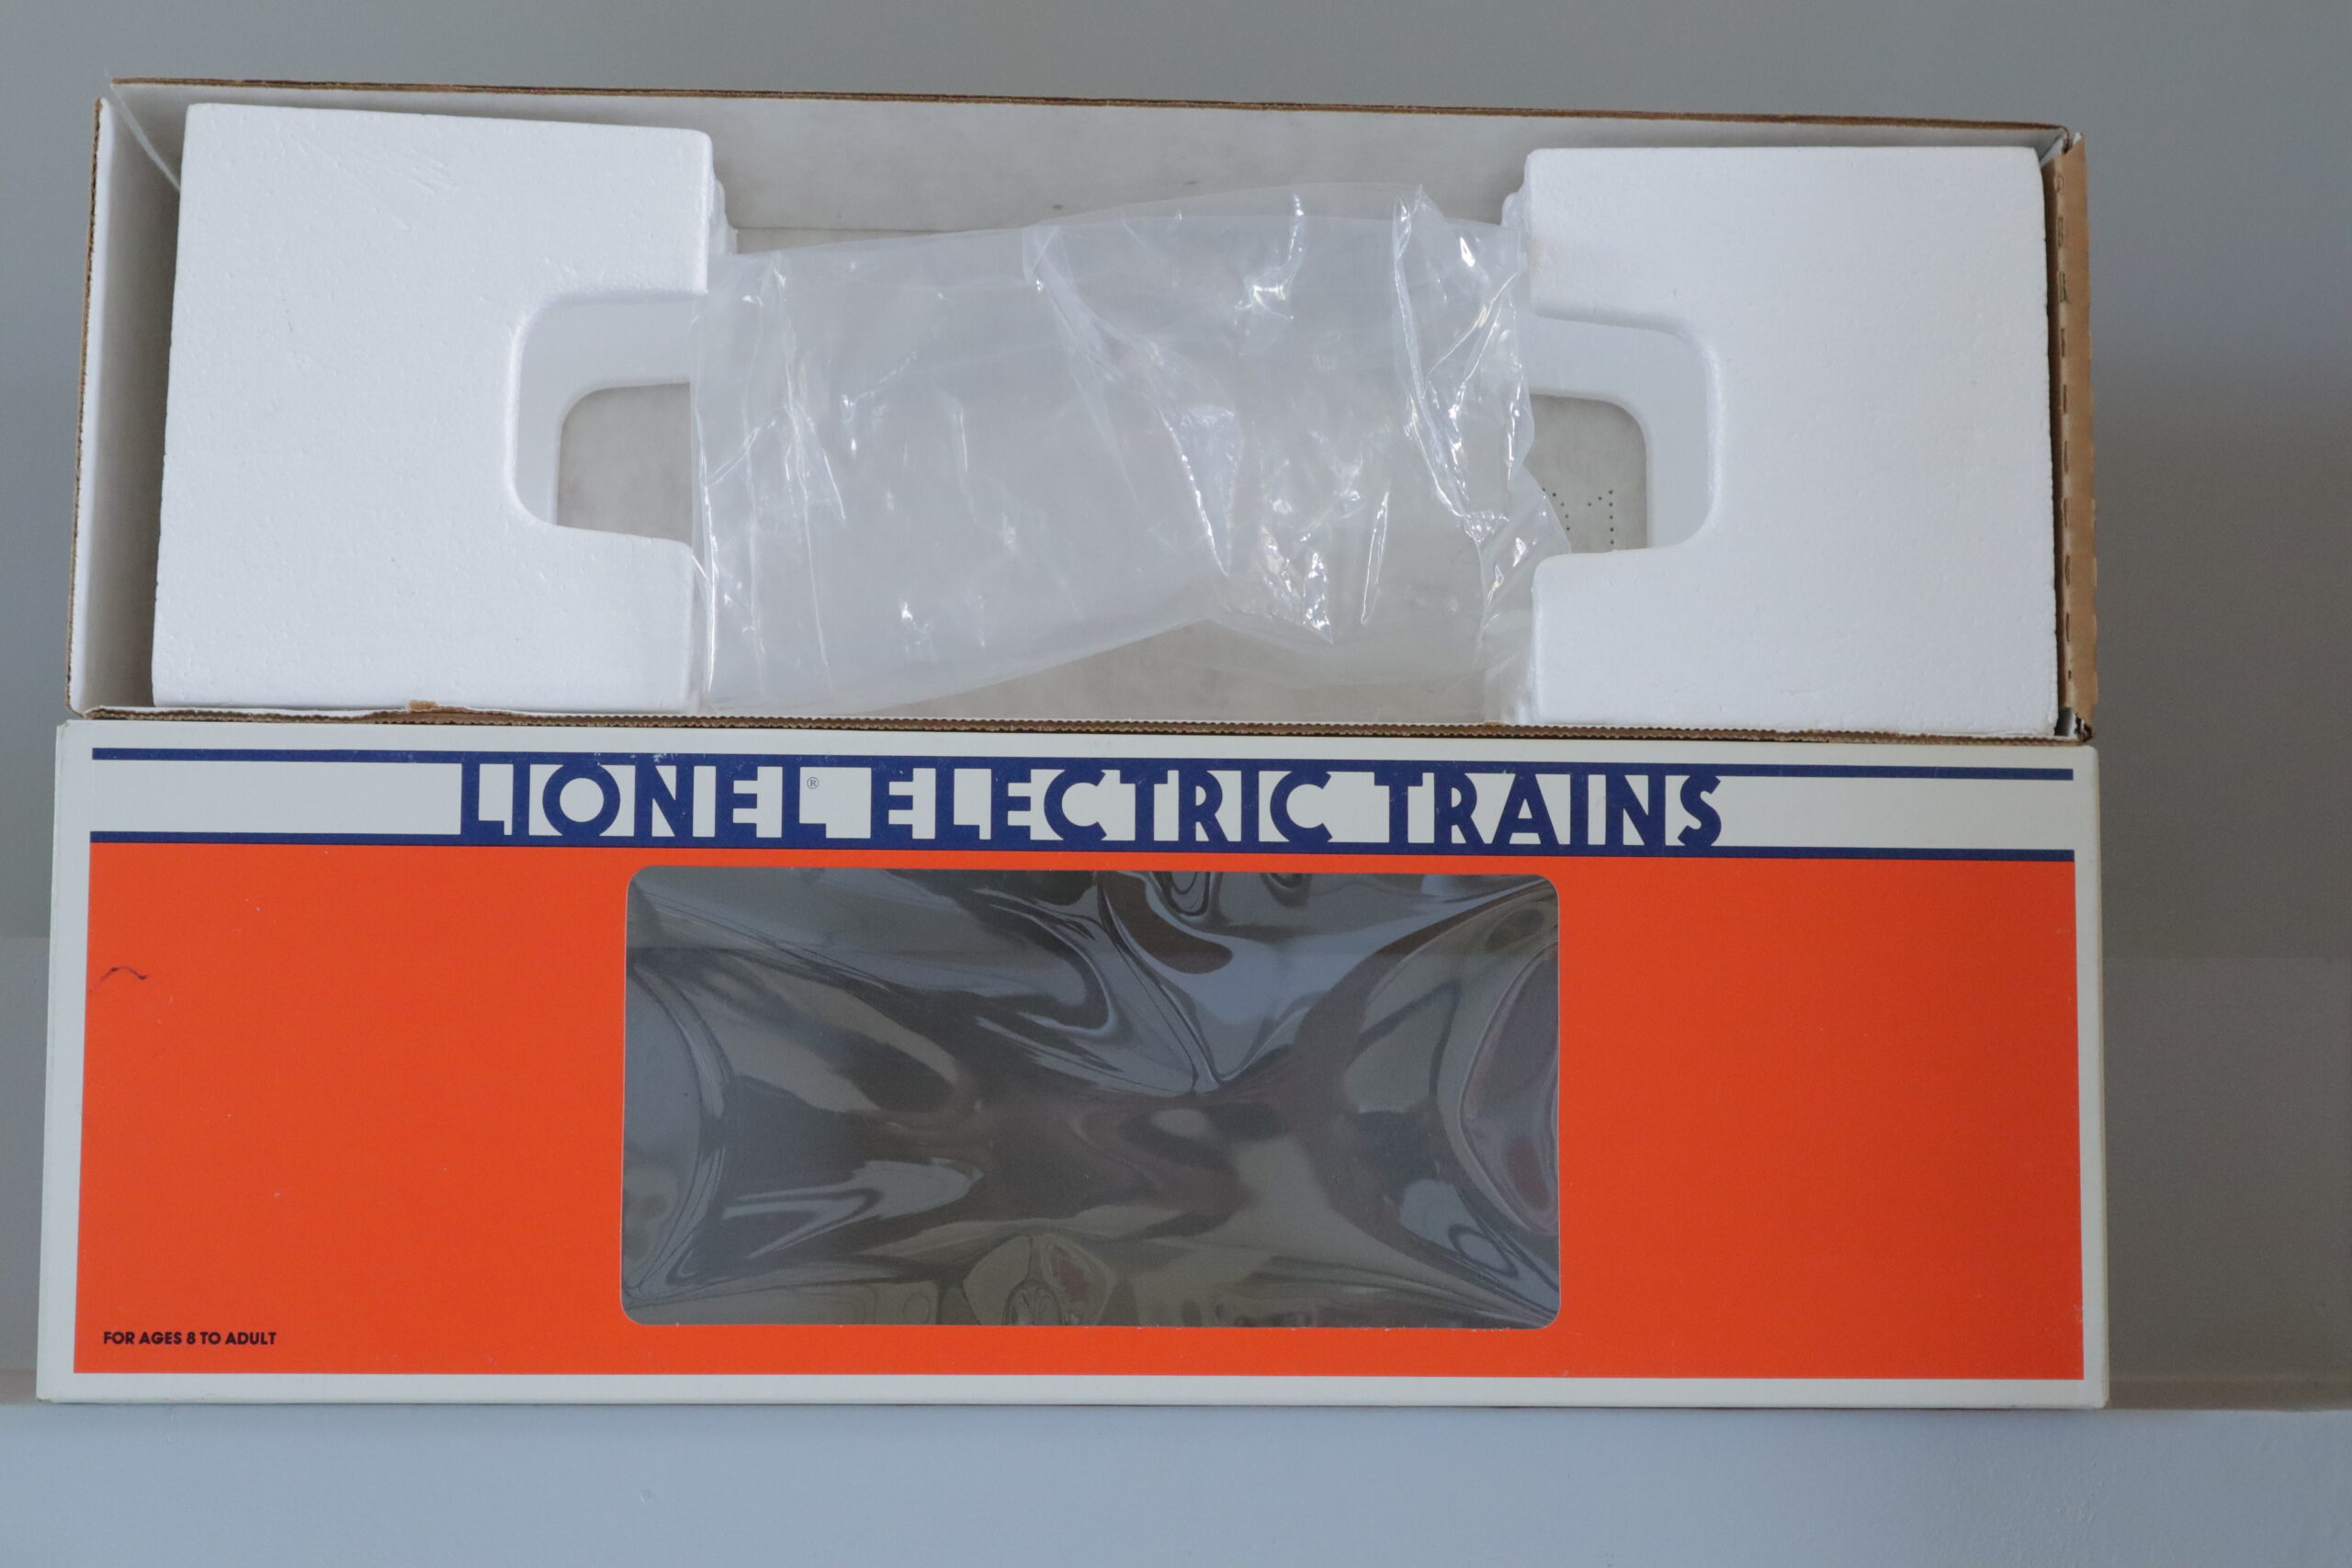 LIONEL® ELECTRIC TRAINS
FOR AGES 8 TO ADULT